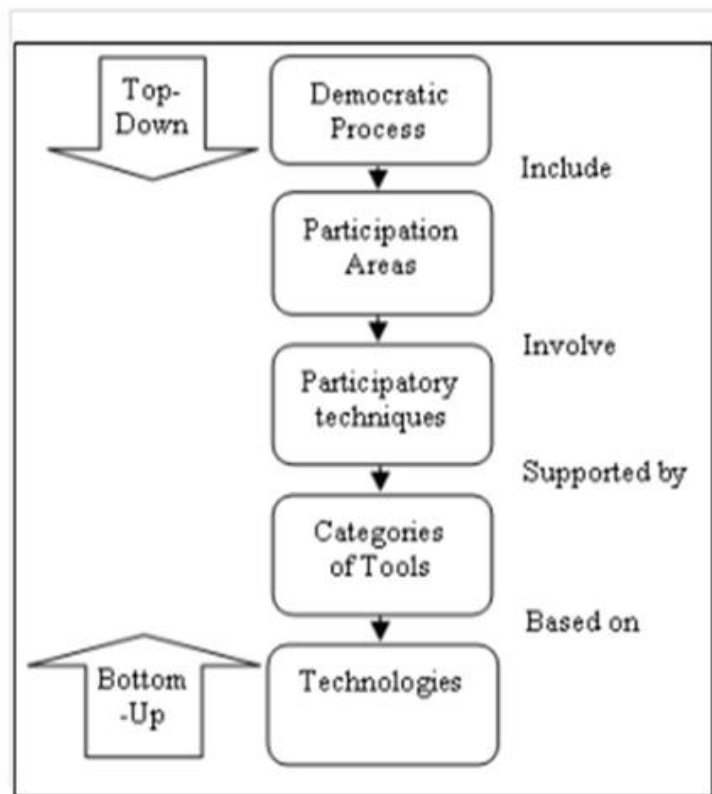 Top-
Down
Democratic
Process
Include
Participation
Areas
Involve
Participatory
techniques
Supported by
Categories
of Tools
Based on
Bottom
-Up
Technologies